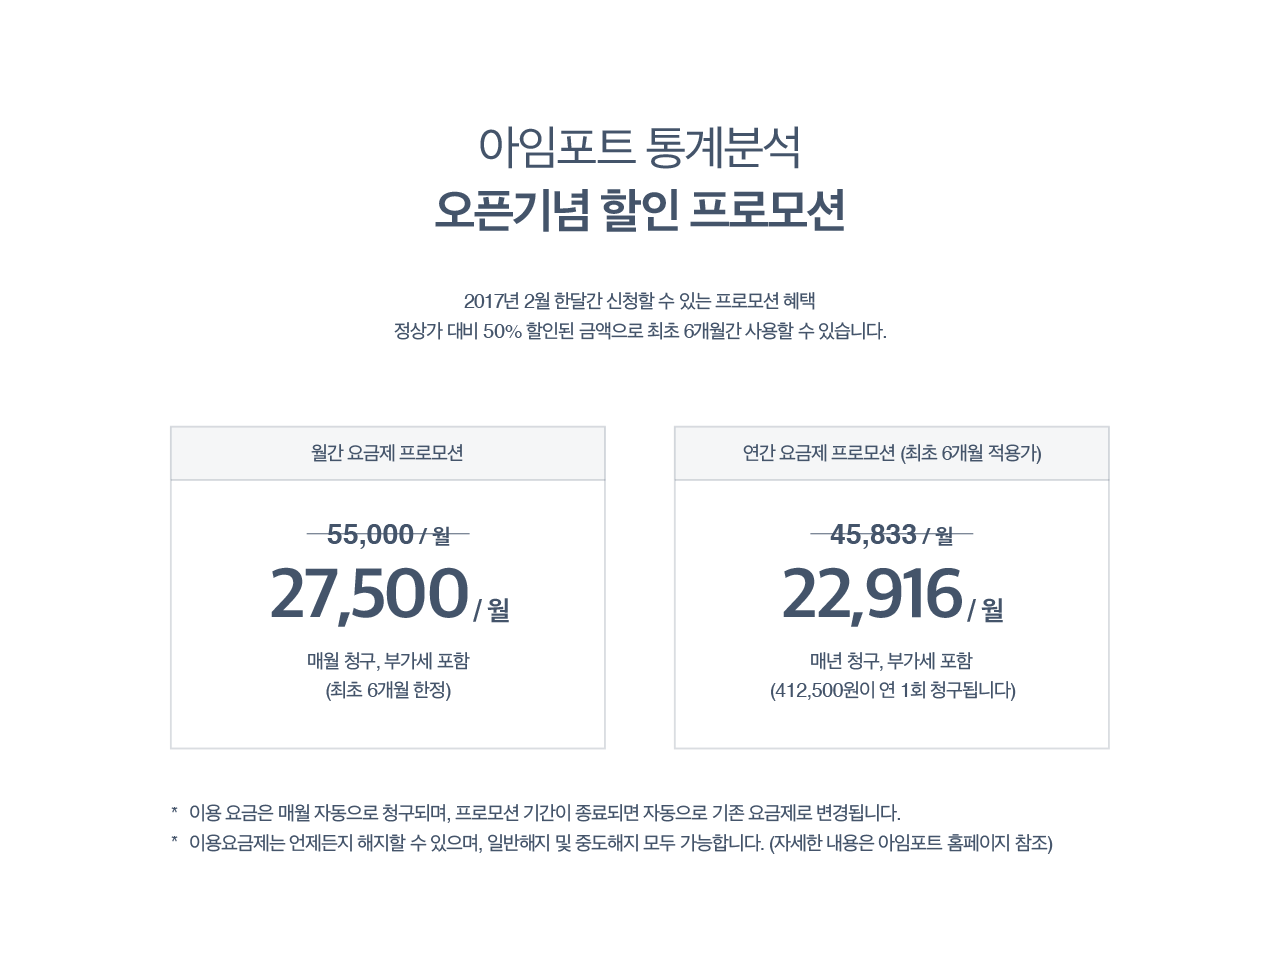 아임포트 통계분석
오픈기념 할인 프로모션
2017년 2월 한달간 신청할 수 있는 프로모션 혜택
정상가 대비 50% 할인된 금액으로 최초 6개월간 사용할 수 있습니다.
월간 요금제 프로모션
55,000 / 월
27,500 / 월
매월 청구, 부가세 포함
(최초 6개월 한정)
연간 요금제 프로모션 (최초 6개월 적용가)
45,833 / 월
22,916 / 월
매년 청구, 부가세 포함
(412,500원이 연 1회 청구됩니다)
* 이용 요금은 매월 자동으로 청구되며, 프로모션 기간이 종료되면 자동으로 기존 요금제로 변경됩니다.
* 이용요금제는 언제든지 해지할 수 있으며, 일반해지 및 중도해지 모두 가능합니다. (자세한 내용은 아임포트 홈페이지 참조)